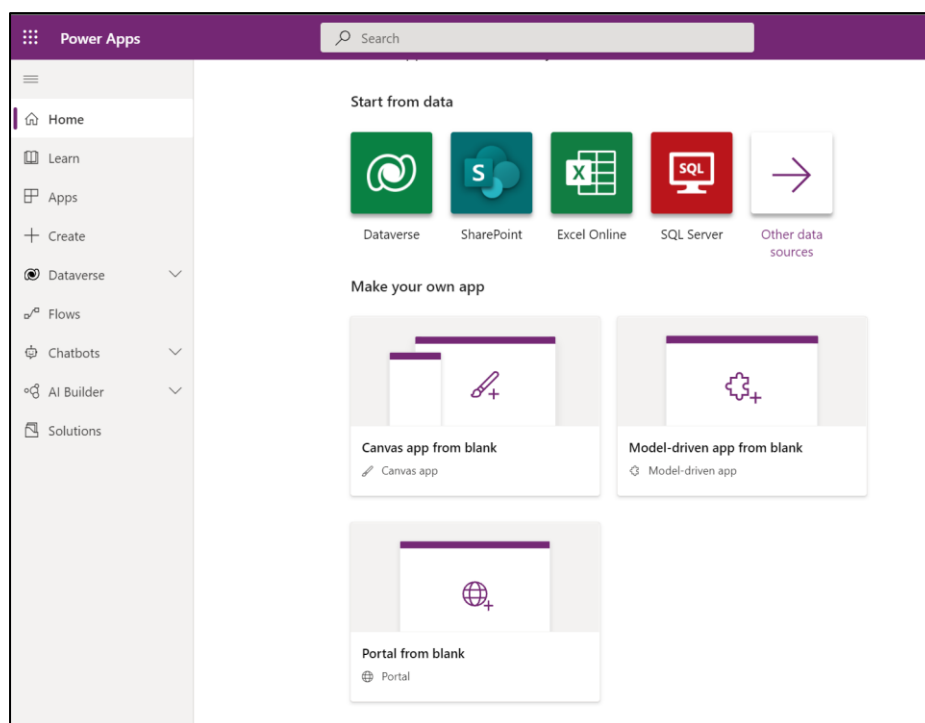 Power Apps
Search
Home
Learn
Apps
Create
Dataverse
Flows
Chatbots
AI Builder
Solutions
Start from data
S
X
SQL
Dataverse
SharePoint
Excel Online
SQL Server
Other data
sources
Make your own app
Canvas app from blank
Canvas app
Model-driven app from blank
Model-driven app
Portal from blank
Portal